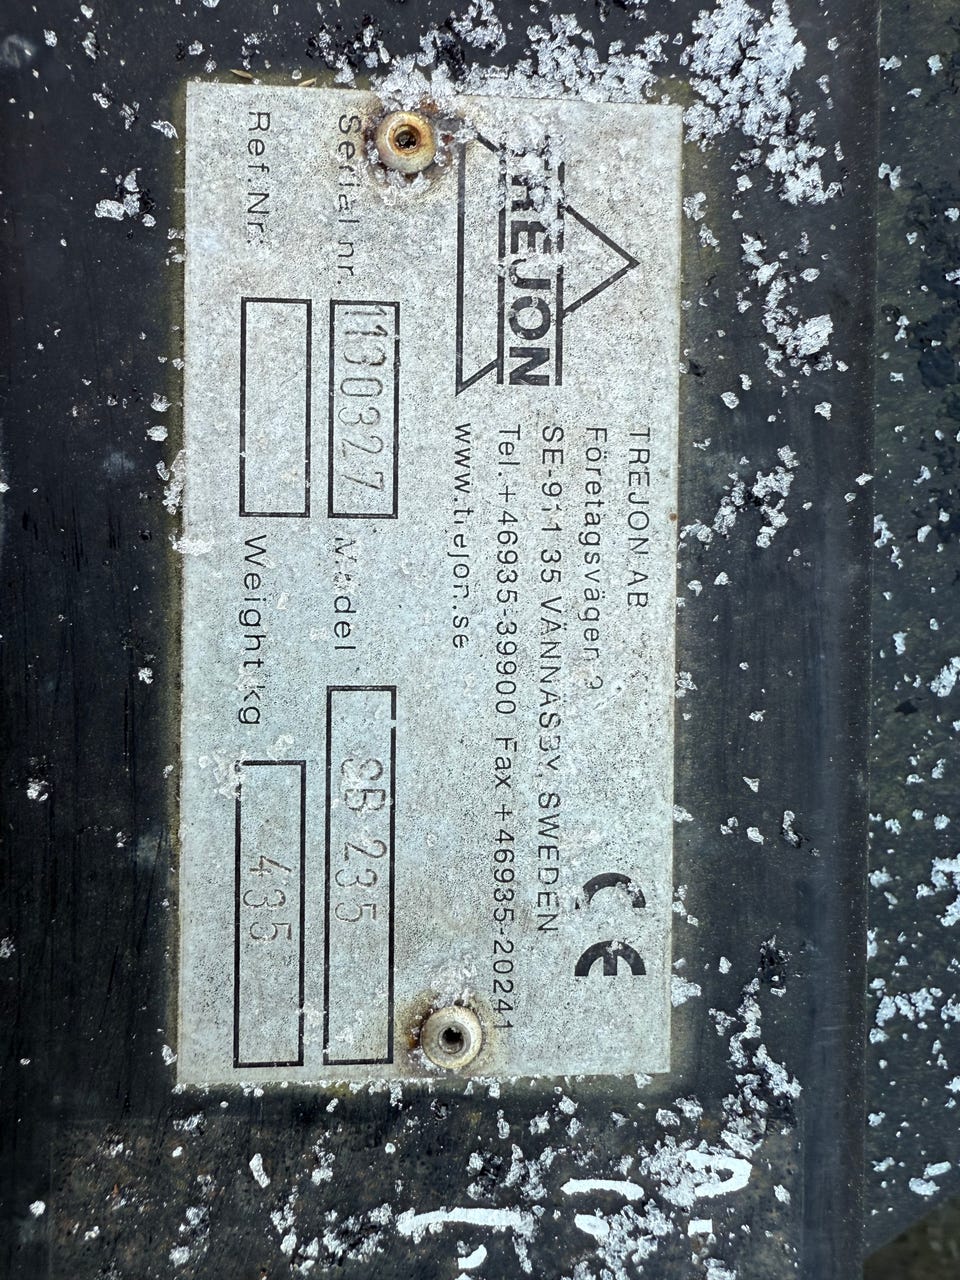 TREJON
TREJON AB
Företagsvägen 9
SE-911 35 VÄNNÄSBY, SWEDEN
Tel.+46935-39900 Fax +46935-20241
www.trejon.se
CE
Serial nr. 1130327 Model SB 235
Ref.Nr. Weight kg 435